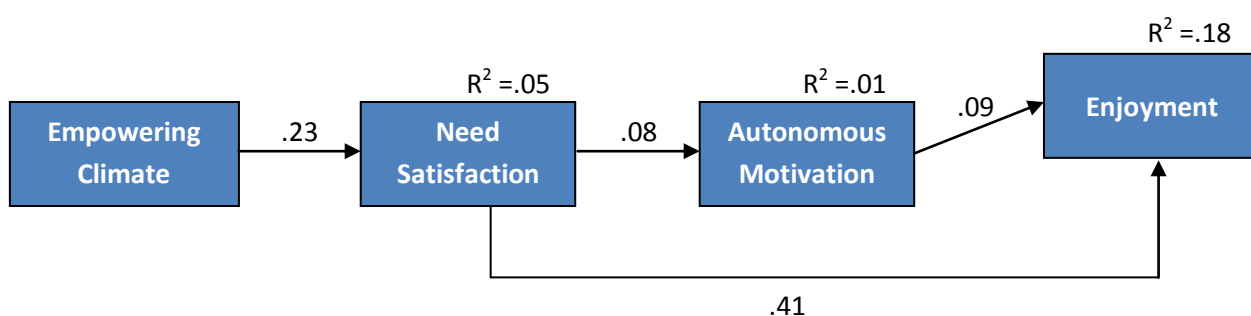 R² =.18
R² =.05
R² =.01
Empowering
Climate
.23
Need
Satisfaction
.08
Autonomous
Motivation
.09
Enjoyment
.41